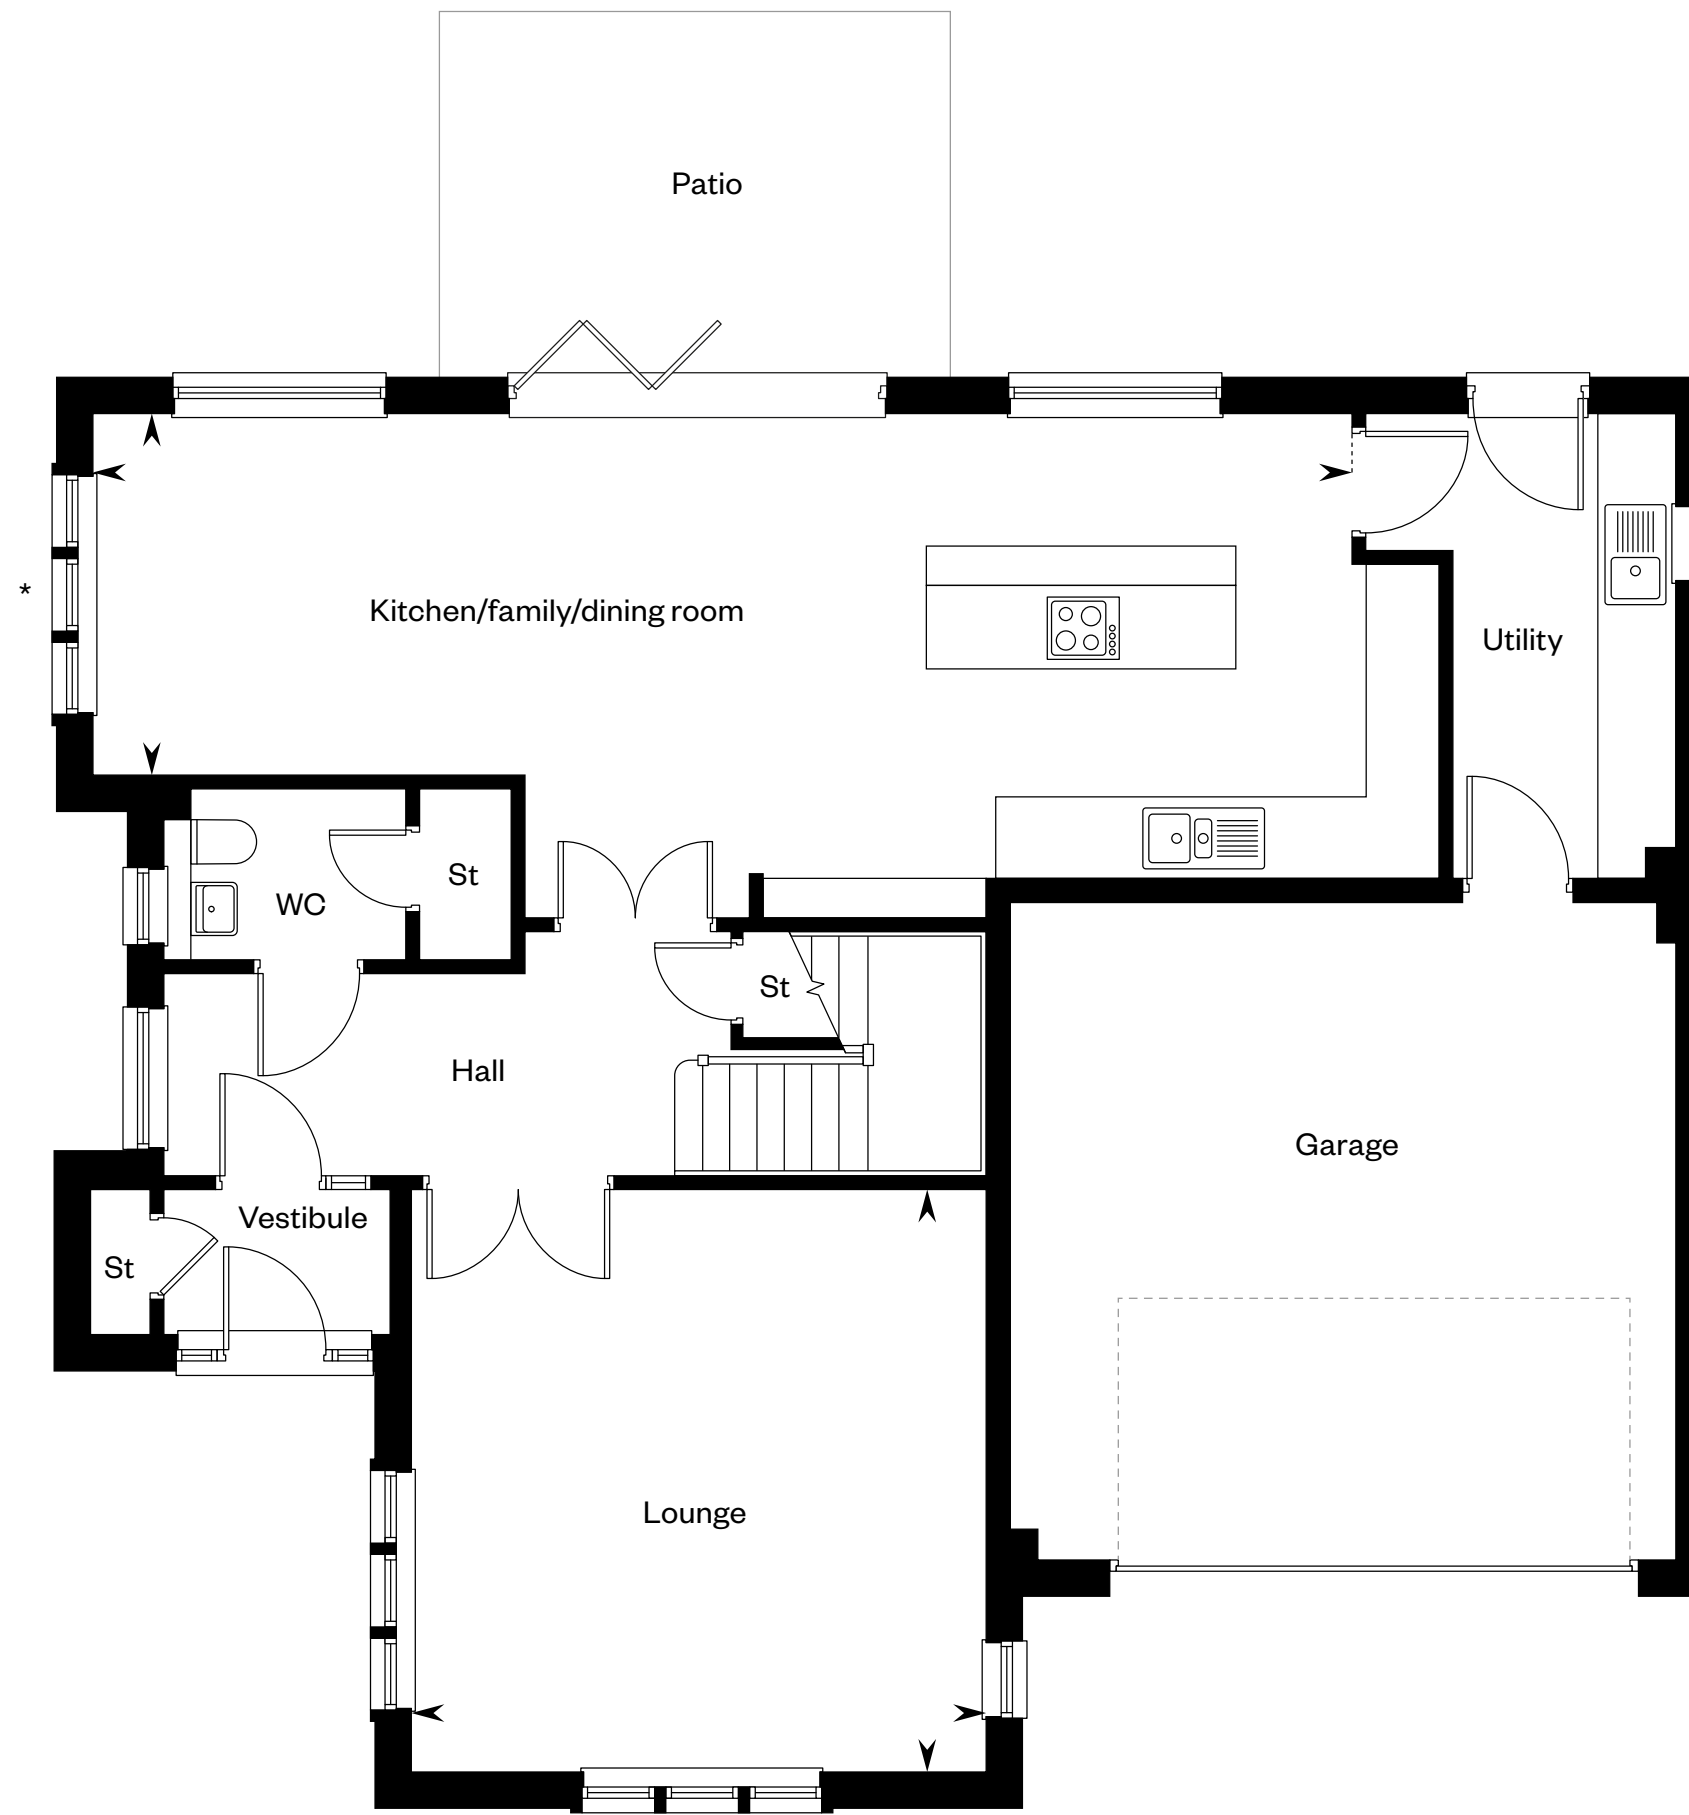 Patio
*
Kitchen/family/dining room
Utility
St
WC
St
Hall
Garage
Vestibule
St
Lounge